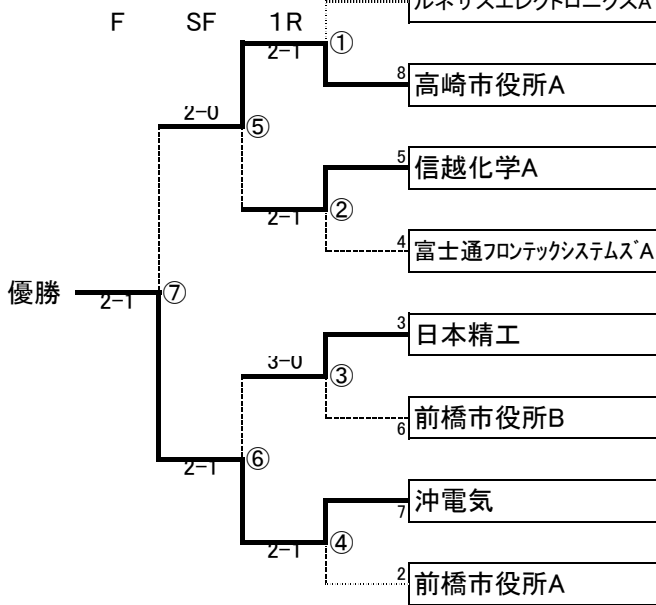 ルネサスエレクトロニクスA
F SF 1R
2-1 ①
8 高崎市役所A
2-0 ⑤
5 信越化学A
2-1 ②
4 富士通フロンテックシステムズA
優勝 2-1 ⑦
3 日本精工
3-0 ③
6 前橋市役所B
2-1 ⑥
7 沖電気
2-1 ④
2 前橋市役所A